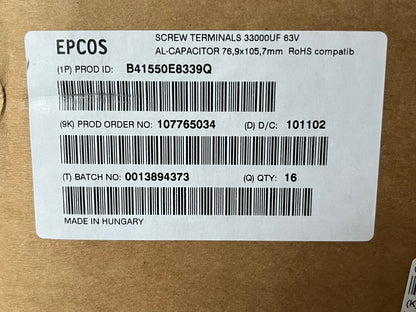 EPCOS
SCREW TERMINALS 33000UF 63V
AL-CAPACITOR 76,9x105,7mm RoHS compatib
(1P) PROD ID: B41550E8339Q
(9K) PROD ORDER NO: 107765034 (D) D/C: 101102
(T) BATCH NO: 0013894373 (Q) QTY: 16
MADE IN HUNGARY